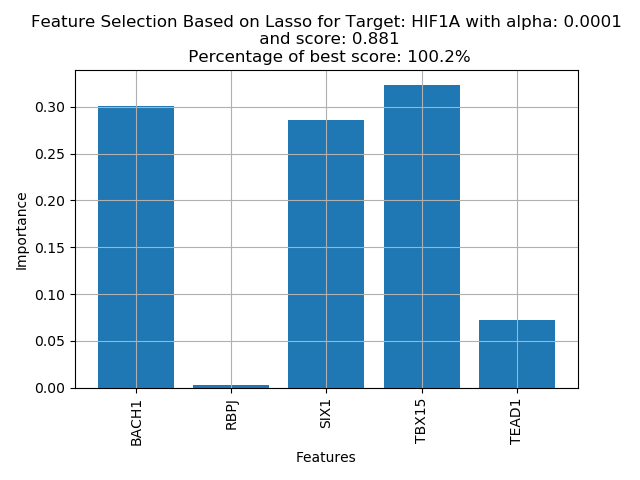 Feature Selection Based on Lasso for Target: HIF1A with alpha: 0.0001
and score: 0.881
Percentage of best score: 100.2%
0.30
0.25
0.20
0.15
0.10
0.05
0.00
Importance
BACH1
RBPJ
SIX1
TBX15
TEAD1
Features